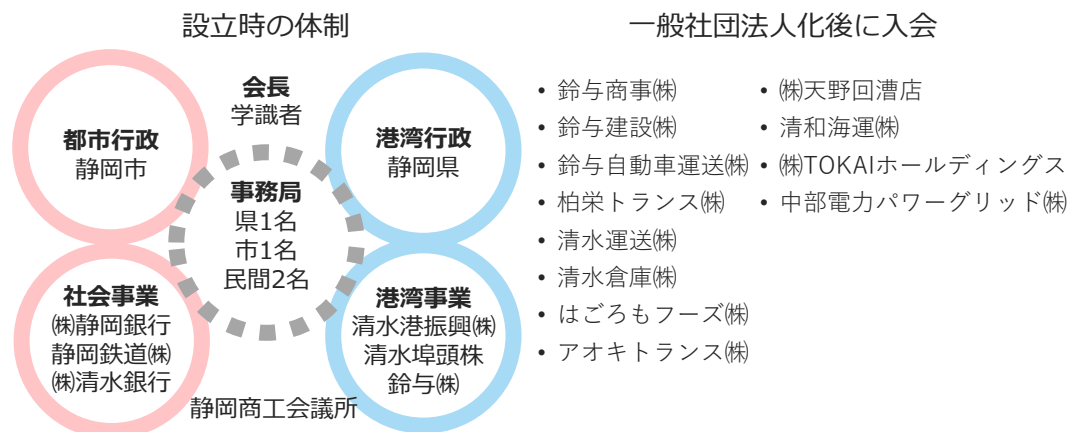 設立時の体制
会長
学識者
都市行政
静岡市
港湾行政
静岡県
事務局
県1名
市1名
民間2名
社会事業
㈱静岡銀行
静岡鉄道㈱
㈱清水銀行
港湾事業
清水港振興㈱
清水埠頭株
鈴与㈱
静岡商工会議所
一般社団法人化後に入会
• 鈴与商事㈱
• 鈴与建設㈱
• 鈴与自動車運送㈱
• 柏栄トランス㈱
• 清水運送㈱
• 清水倉庫㈱
• はごろもフーズ㈱
• アオキトランス㈱
• ㈱天野回漕店
• 清和海運㈱
• ㈱TOKAIホールディングス
• 中部電力パワーグリッド㈱